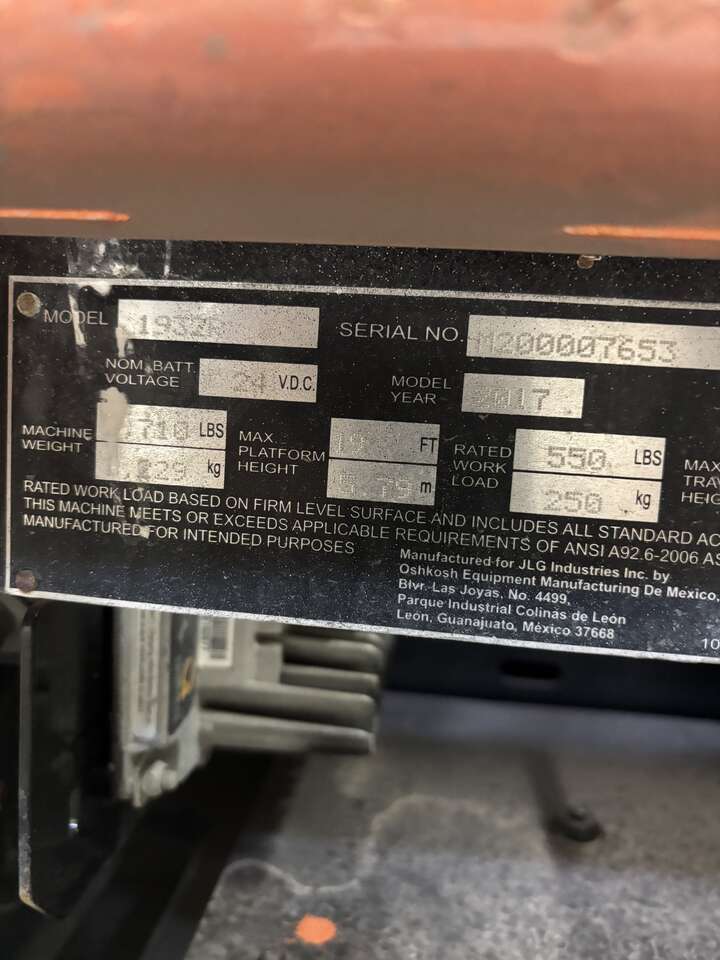 MODEL
SERIAL NO. M200007653
NOM. BATT. VOLTAGE 24 V.D.C.
MODEL YEAR 2017
MACHINE WEIGHT LBS kg
MAX PLATFORM HEIGHT 19 FT m
RATED WORK LOAD 550 LBS 250 kg
MAX
RATED WORK LOAD BASED ON FIRM LEVEL SURFACE AND INCLUDES ALL STANDARD
THIS MACHINE MEETS OR EXCEEDS APPLICABLE REQUIREMENTS OF ANSI A92.6-2006
MANUFACTURED FOR INTENDED PURPOSES
Manufactured for JLG Industries Inc. by
Oshkosh Equipment Manufacturing De Mexico,
Blvr. Las Joyas, No. 4499,
Parque Industrial Colinas de León
León, Guanajuato, México 37668